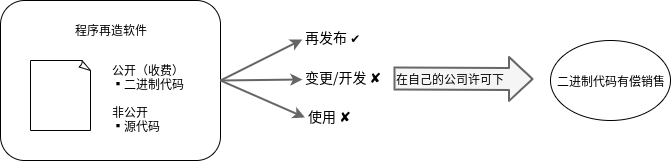 程序再造软件
公开（收费）
▪二进制代码
非公开
▪源代码
再发布 ✔
变更/开发 ✘
使用 ✘
在自己的公司许可下
二进制代码有偿销售